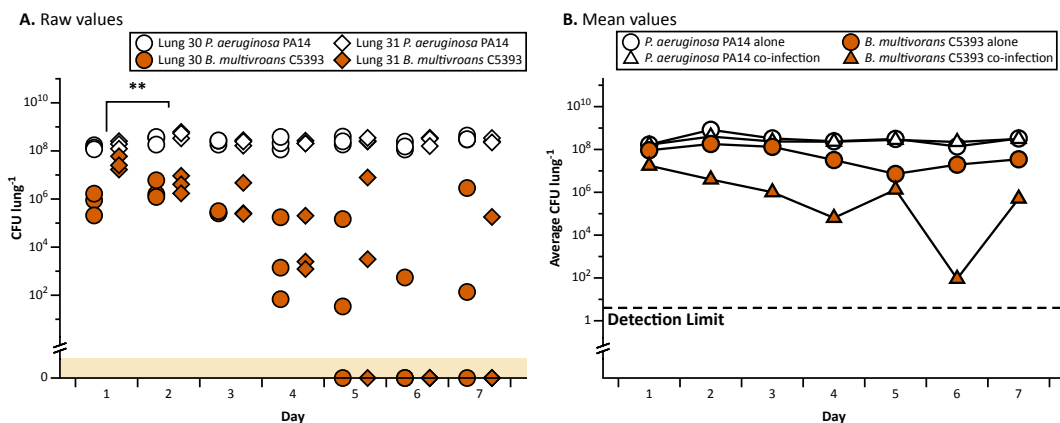 A. Raw values
Lung 30 P. aeruginosa PA14
Lung 31 P. aeruginosa PA14
Lung 30 B. multivroans C5393
Lung 31 B. multivroans C5393
**
CFU lung⁻¹
10¹⁰
10⁸
10⁶
10⁴
10²
0
1 2 3 4 5 6 7
Day
B. Mean values
P. aeruginosa PA14 alone
B. multivorans C5393 alone
P. aeruginosa PA14 co-infection
B. multivorans C5393 co-infection
Average CFU lung⁻¹
10¹⁰
10⁸
10⁶
10⁴
10²
1
Detection Limit
0
1 2 3 4 5 6 7
Day